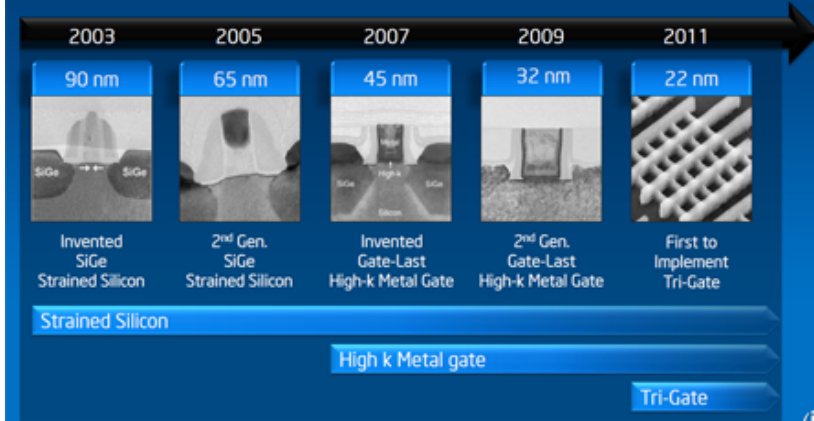 2003 2005 2007 2009 2011
90 nm 65 nm 45 nm 32 nm 22 nm
SiGe SiGe
Metal
High-k
SiGe SiGe
Silicon
Invented
SiGe
Strained Silicon
2nd Gen.
SiGe
Strained Silicon
Invented
Gate-Last
High-k Metal Gate
2nd Gen.
Gate-Last
High-k Metal Gate
First to
Implement
Tri-Gate
Strained Silicon
High k Metal gate
Tri-Gate